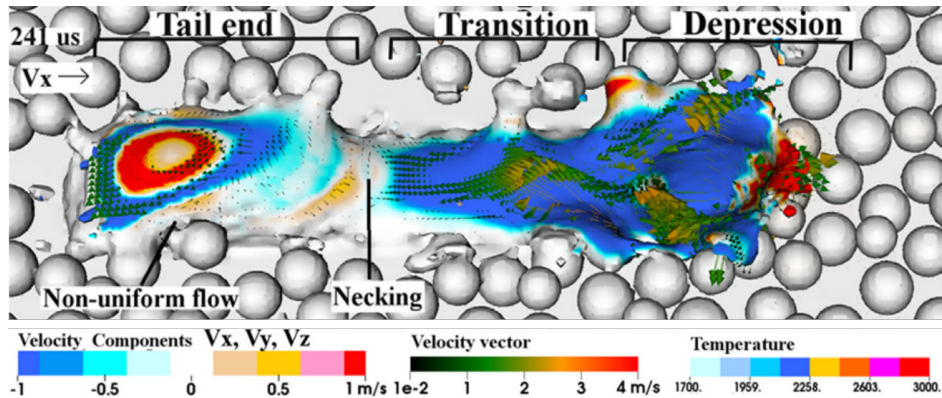 Tail end Transition Depression
241 us
Vx →
Non-uniform flow Necking
Velocity Components Vx, Vy, Vz Velocity vector Temperature
-1 -0.5 0 0.5 1 m/s 1e-2 1 2 3 4 m/s 1700. 1959. 2258. 2603. 3000.